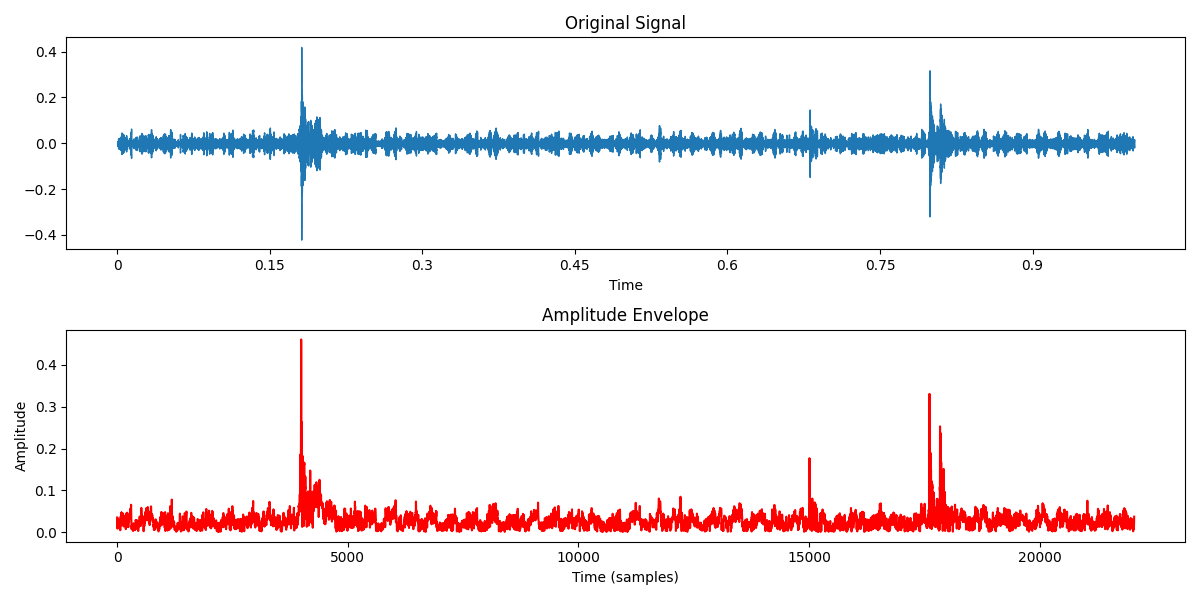 Original Signal
0.4
0.2
0.0
−0.2
−0.4
0 0.15 0.3 0.45 0.6 0.75 0.9
Time
Amplitude Envelope
Amplitude
0.4
0.3
0.2
0.1
0.0
0 5000 10000 15000 20000
Time (samples)